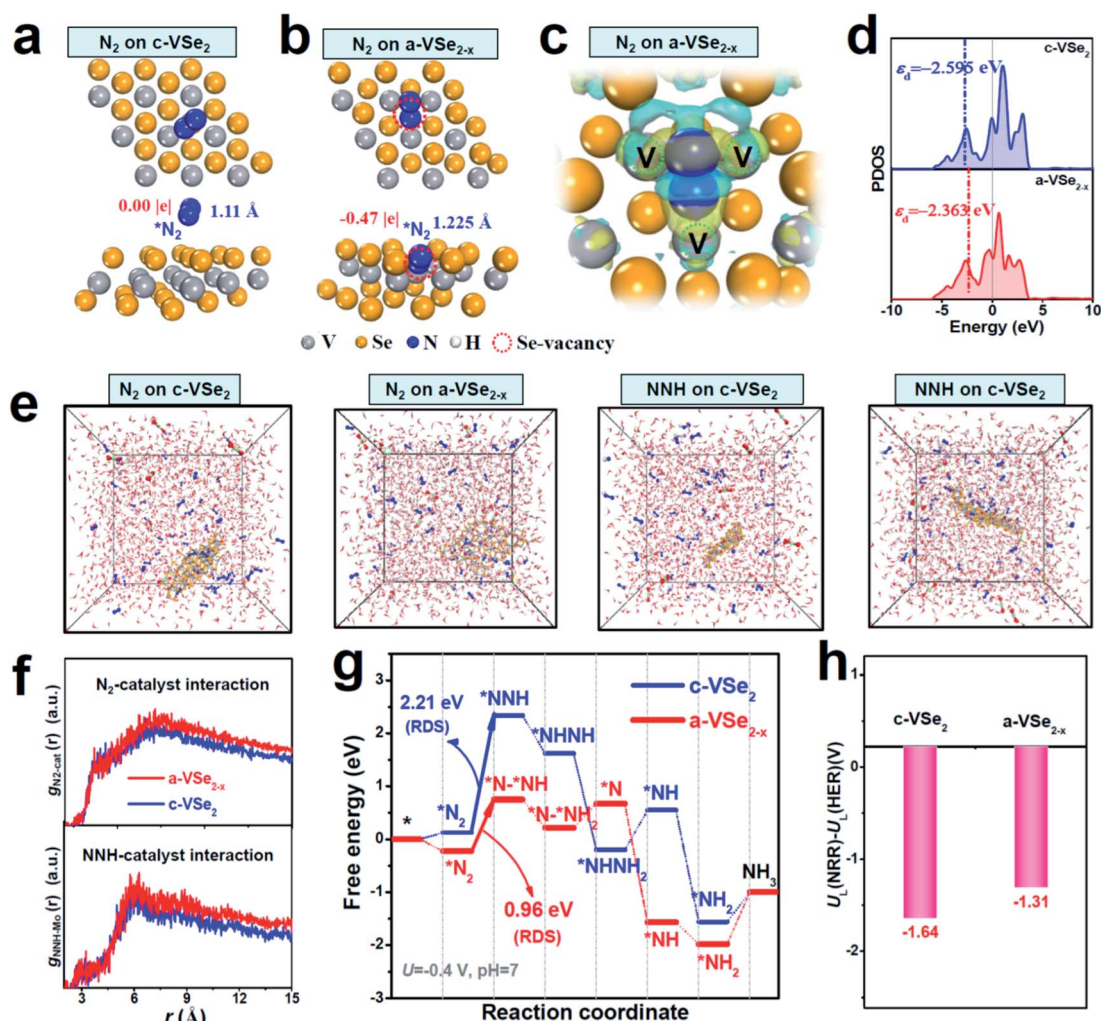 a
N₂ on c-VSe₂
0.00 |e|
1.11 Å
*N₂
b
N₂ on a-VSe₂₋ₓ
-0.47 |e|
*N₂
1.225 Å
c
N₂ on a-VSe₂₋ₓ
V
V
V
V Se N H Se-vacancy
d
c-VSe₂
εd=−2.595 eV
a-VSe₂₋ₓ
εd=−2.363 eV
PDOS
-10 -5 0 5 10
Energy (eV)
e
N₂ on c-VSe₂
N₂ on a-VSe₂₋ₓ
NNH on c-VSe₂
NNH on c-VSe₂
f
N₂-catalyst interaction
gN2-cat(r) (a.u.)
a-VSe₂₋ₓ
c-VSe₂
NNH-catalyst interaction
gNNH-Mo(r) (a.u.)
3 6 9 12 15
r (Å)
g
c-VSe₂
a-VSe₂₋ₓ
2.21 eV
(RDS)
*NNH
*NHNH
*N-*NH
*N-*NH₂
*N
*NH
*
*N₂
*N₂
*NHNH₂
0.96 eV
(RDS)
*NH
*NH₂
*NH₂
NH₃
U=-0.4 V, pH=7
3
2
1
0
-1
-2
-3
Free energy (eV)
Reaction coordinate
h
c-VSe₂
a-VSe₂₋ₓ
-1.64
-1.31
1
0
-1
-2
UL(NRR)-UL(HER)(V)